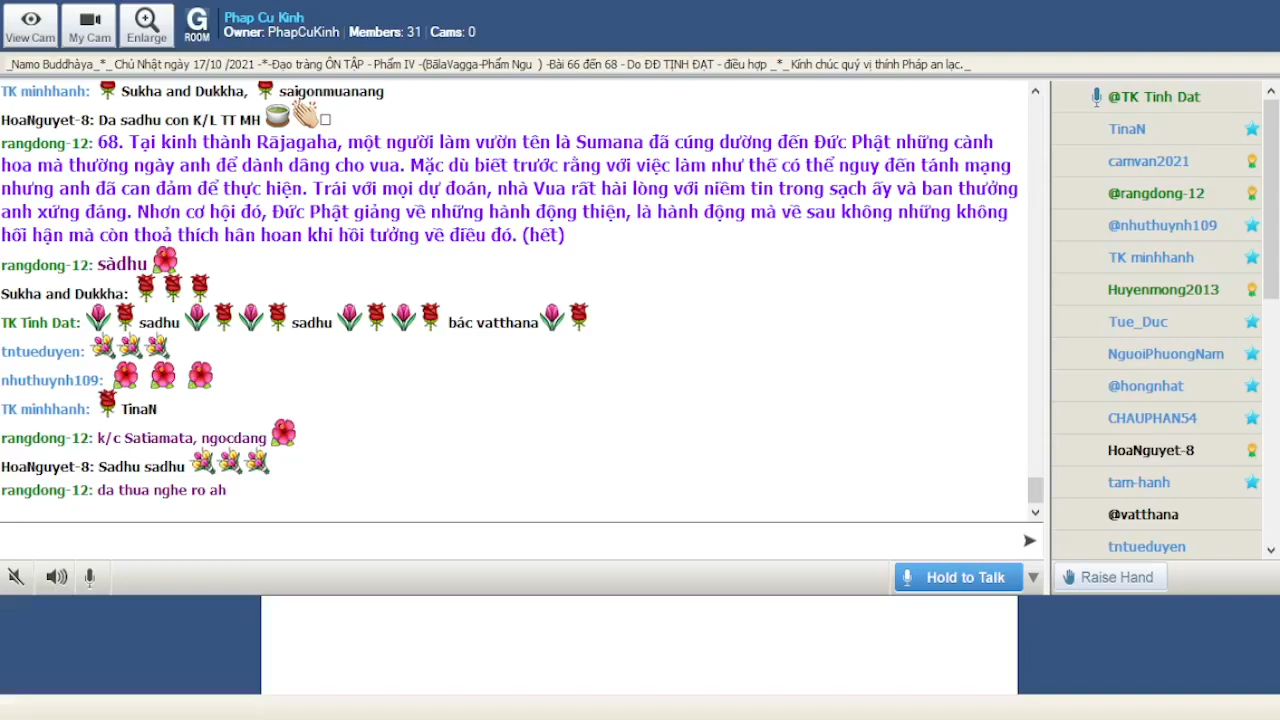 View Cam
My Cam
Enlarge
G
ROOM
Phap Cu Kinh
Owner: PhapCuKinh | Members: 31 | Cams: 0
_Namo Buddhàya_*_ Chủ Nhật ngày 17/10 /2021 -*-Đạo tràng ÔN TẬP - Phẩm IV -(BãlaVagga-Phẩm Ngu ) -Bài 66 đến 68 - Do ĐĐ TỊNH ĐẠT - điều hợp _*_Kính chúc quý vị thính Pháp an lạc._
TK minhhanh: Sukha and Dukkha, saigonmuanang
HoaNguyet-8: Da sadhu con K/L TT MH
rangdong-12: 68. Tại kinh thành Rājagaha, một người làm vườn tên là Sumana đã cúng dường đến Đức Phật những cành
hoa mà thường ngày anh để dành dâng cho vua. Mặc dù biết trước rằng với việc làm như thế có thể nguy đến tánh mạng
nhưng anh đã can đảm để thực hiện. Trái với mọi dự đoán, nhà Vua rất hài lòng với niềm tin trong sạch ấy và ban thưởng
anh xứng đáng. Nhơn cơ hội đó, Đức Phật giảng về những hành động thiện, là hành động mà về sau không những không
hối hận mà còn thoả thích hân hoan khi hồi tưởng về điều đó. (hết)
rangdong-12: sàdhu
Sukha and Dukkha:
TK Tinh Dat: sadhu sadhu bác vatthana
tntueduyen:
nhuthuynh109:
TK minhhanh: TinaN
rangdong-12: k/c Satiamata, ngocdang
HoaNguyet-8: Sadhu sadhu
rangdong-12: da thua nghe ro ah
@TK Tinh Dat
TinaN
camvan2021
@rangdong-12
@nhuthuynh109
TK minhhanh
Huyenmong2013
Tue_Duc
NguoiPhuongNam
@hongnhat
CHAUPHAN54
HoaNguyet-8
tam-hanh
@vatthana
tntueduyen
Hold to Talk
Raise Hand